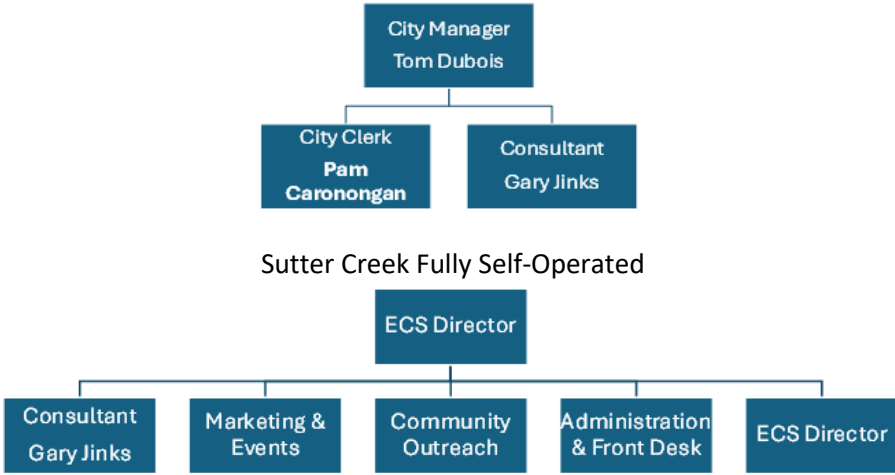 City Manager
Tom Dubois
City Clerk
Pam
Caronongan
Consultant
Gary Jinks
Sutter Creek Fully Self-Operated
ECS Director
Consultant
Gary Jinks
Marketing &
Events
Community
Outreach
Administration
& Front Desk
ECS Director